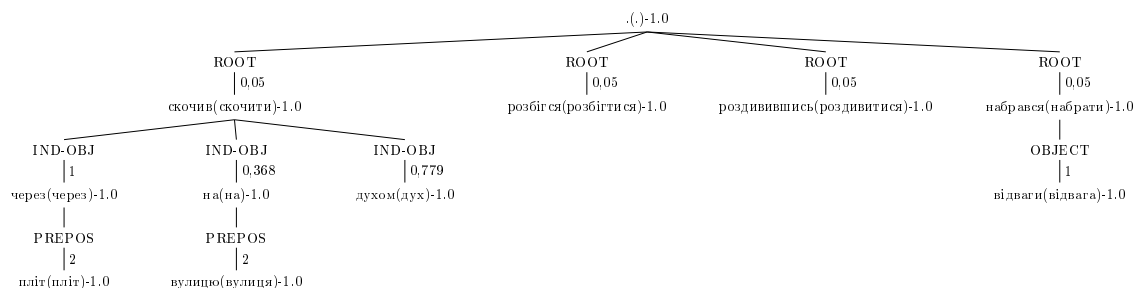 .(.)-1.0
ROOT ROOT ROOT ROOT
0,05 0,05 0,05 0,05
скочив(скочити)-1.0 розбігся(розбігтися)-1.0 роздивившись(роздивитися)-1.0 набрався(набрати)-1.0
IND-OBJ IND-OBJ IND-OBJ OBJECT
1 0,368 0,779 1
через(через)-1.0 на(на)-1.0 духом(дух)-1.0 відваги(відвага)-1.0
PREPOS PREPOS
2 2
пліт(пліт)-1.0 вулицю(вулиця)-1.0